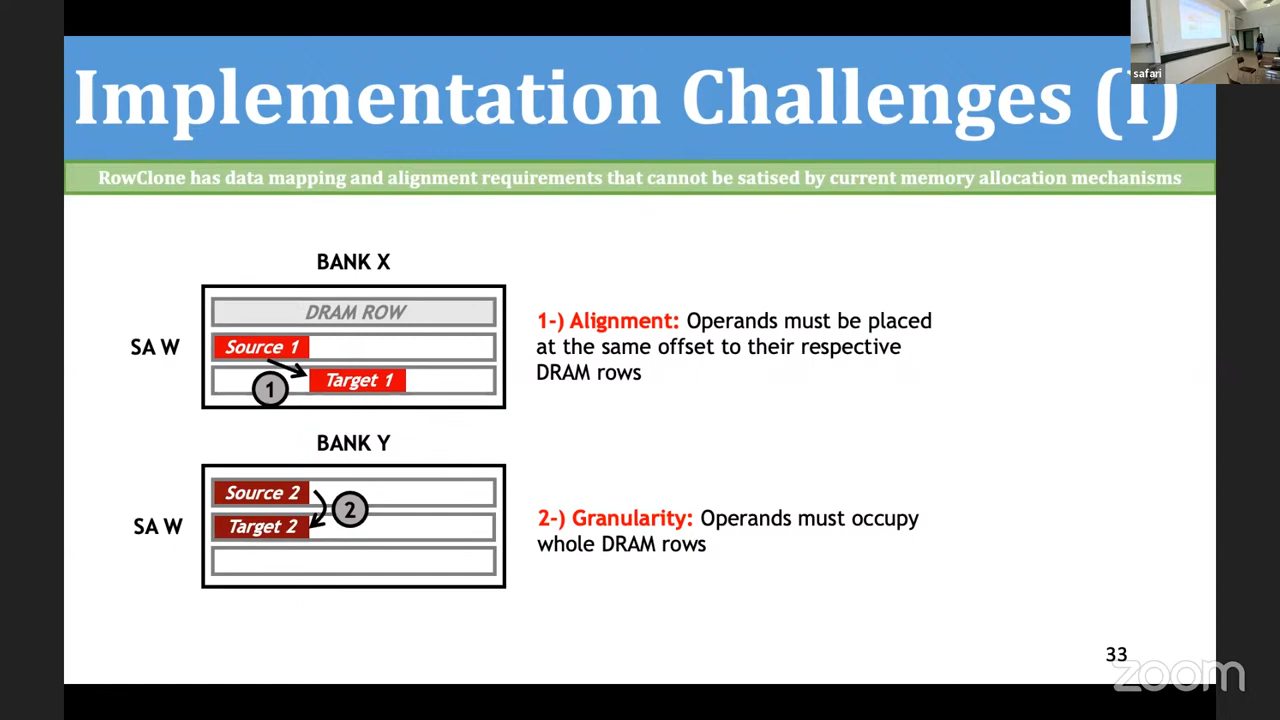 Implementation Challenges (I)
safari
RowClone has data mapping and alignment requirements that cannot be satised by current memory allocation mechanisms
BANK X
DRAM ROW
SA W
Source 1
Target 1
1
1-) Alignment: Operands must be placed
at the same offset to their respective
DRAM rows
BANK Y
SA W
Source 2
Target 2
2
2-) Granularity: Operands must occupy
whole DRAM rows
33
zoom